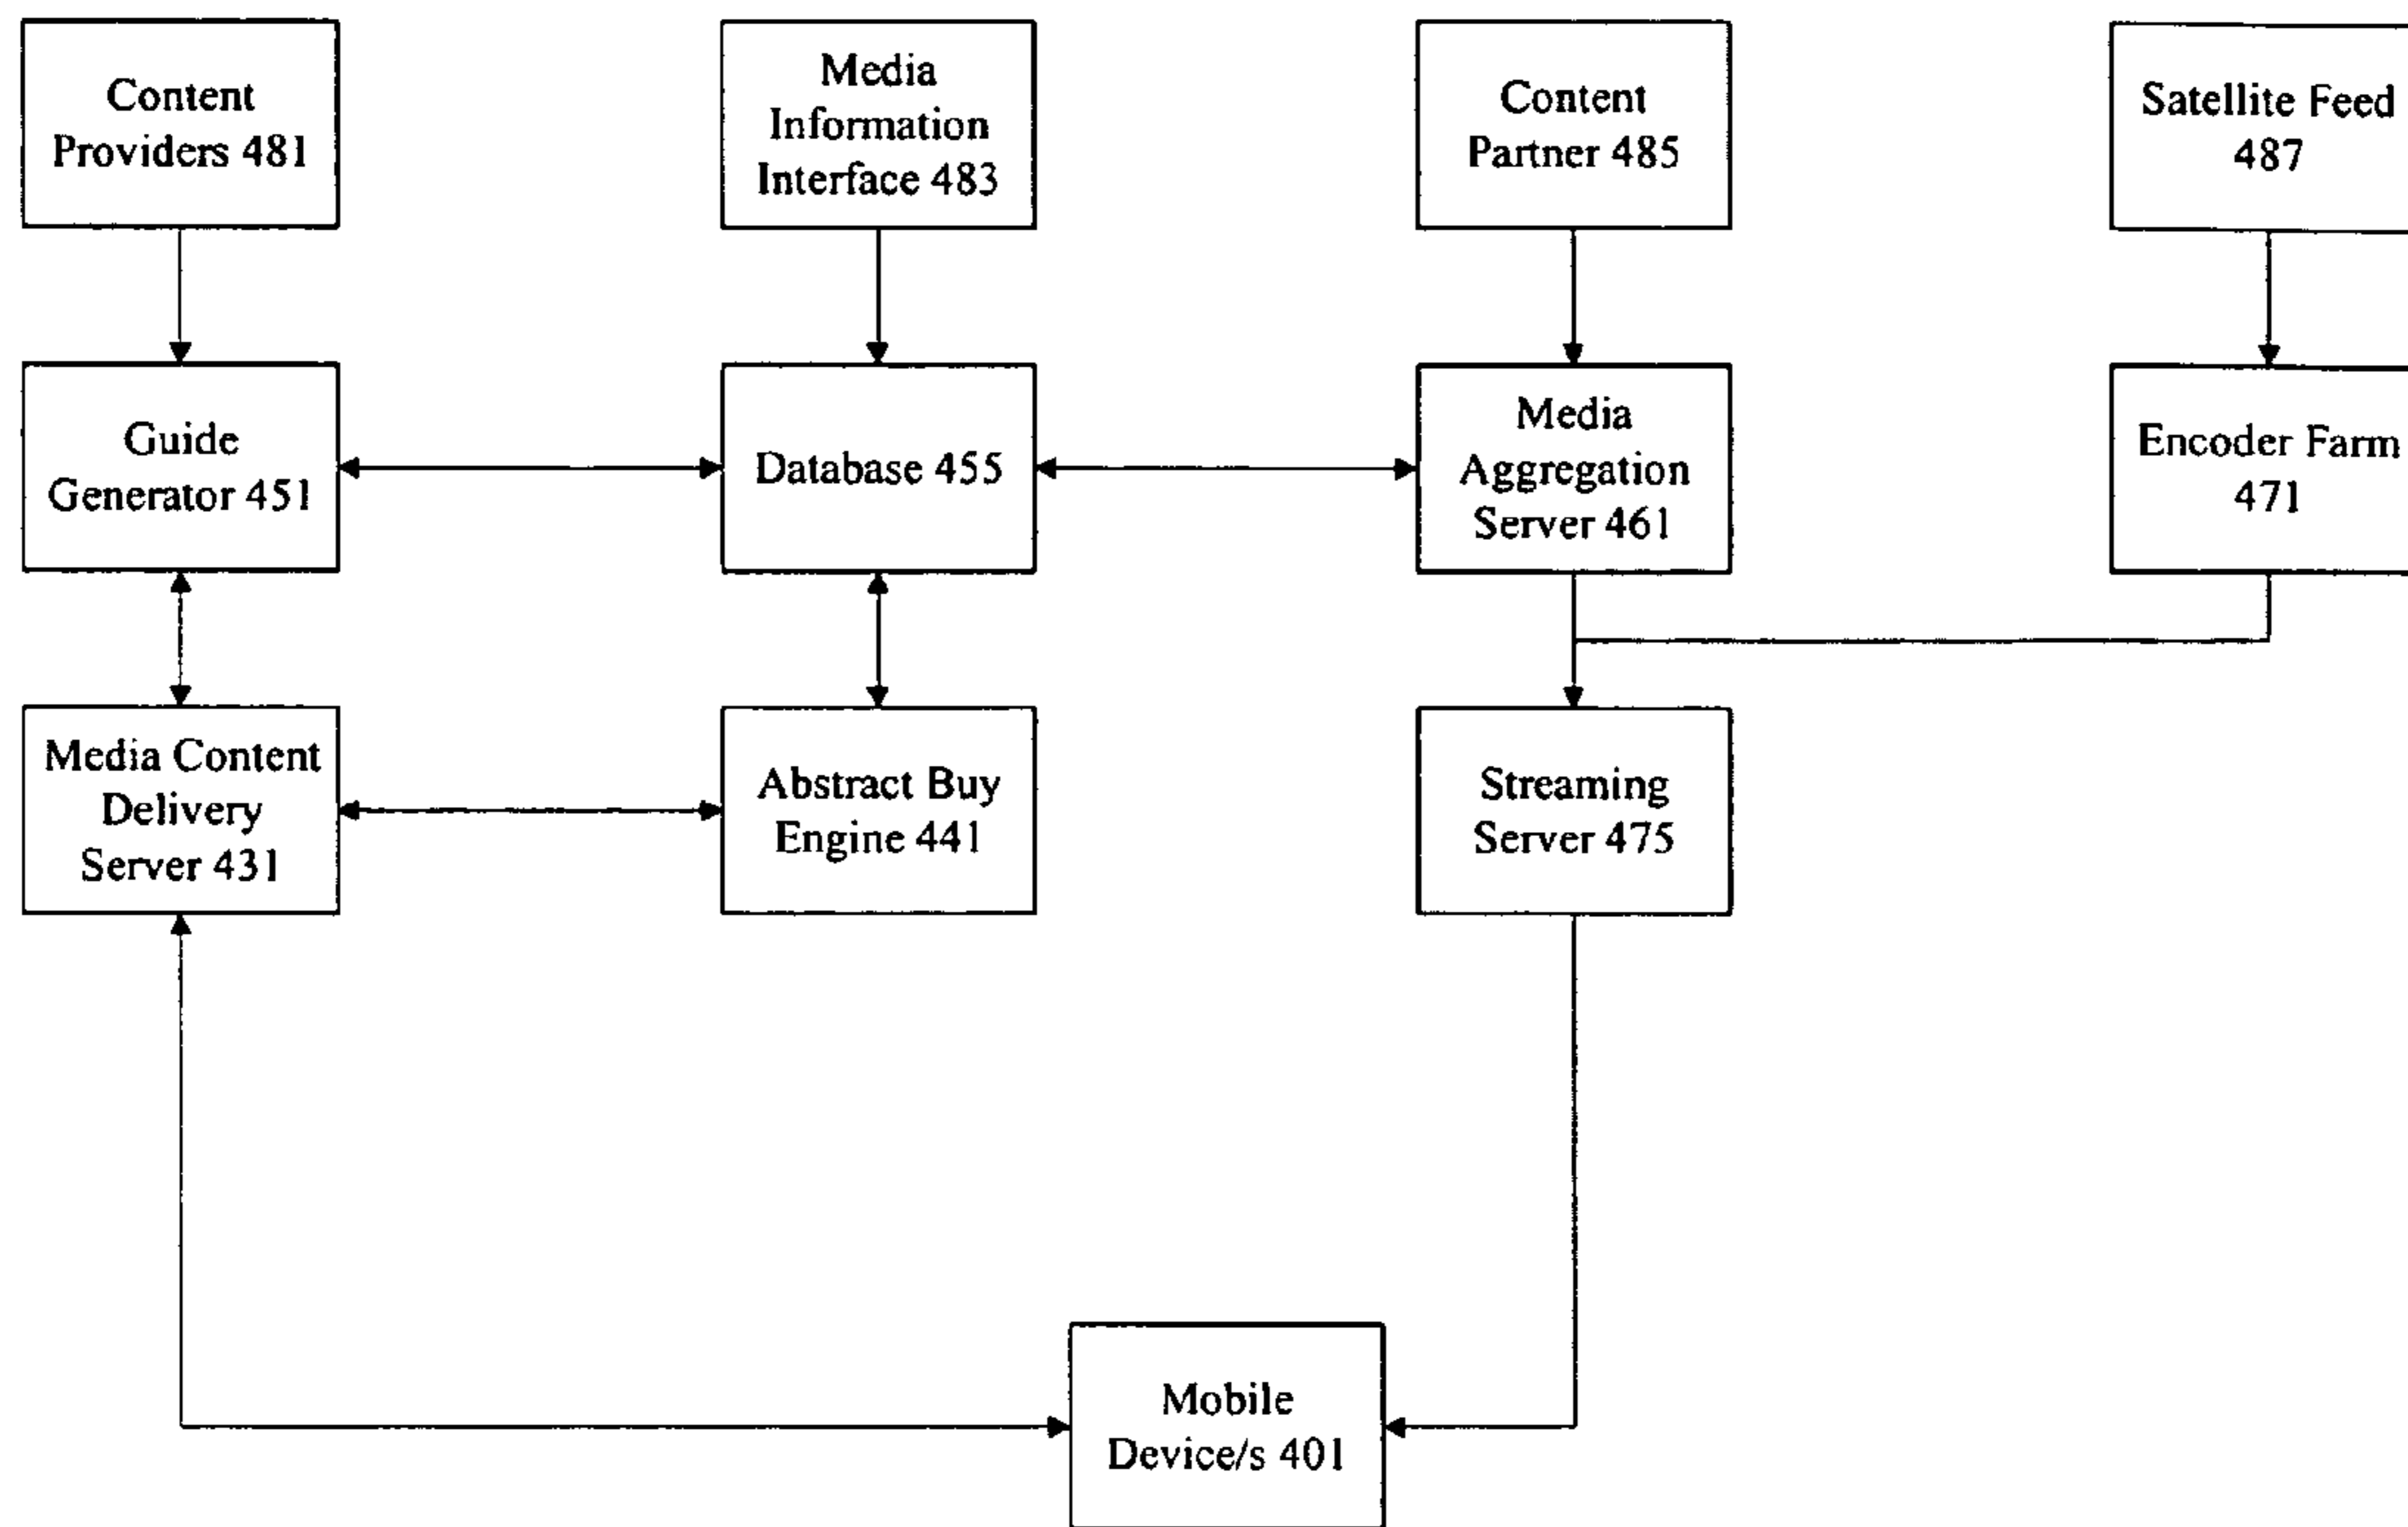 Content
Providers 481
Media
Information
Interface 483
Content
Partner 485
Satellite Feed
487
Guide
Generator 451
Database 455
Media
Aggregation
Server 461
Encoder Farm
471
Media Content
Delivery
Server 431
Abstract Buy
Engine 441
Streaming
Server 475
Mobile
Device/s 401